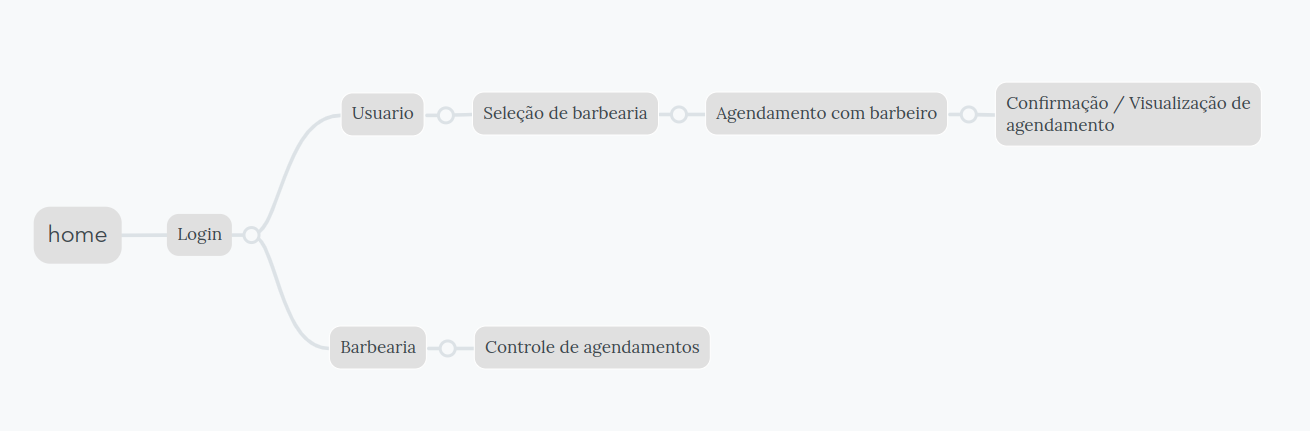 home
Login
Usuario
Seleção de barbearia
Agendamento com barbeiro
Confirmação / Visualização de
agendamento
Barbearia
Controle de agendamentos